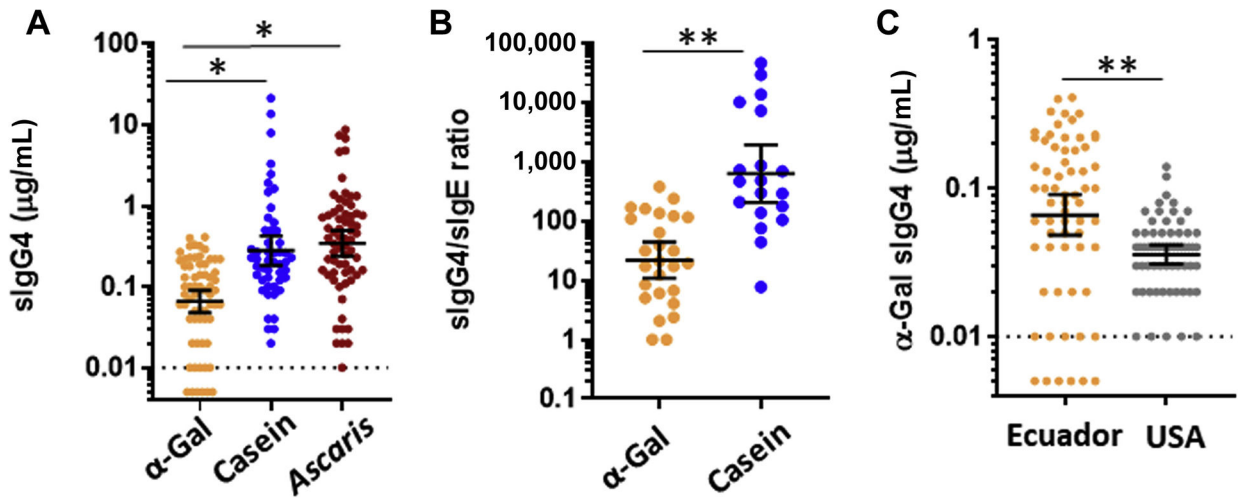 A
sIgG4 (μg/mL)
100
10
1
0.1
0.01
*
*
α-Gal
Casein
Ascaris
B
sIgG4/sIgE ratio
100,000
10,000
1,000
100
10
1
0.1
**
α-Gal
Casein
C
α-Gal sIgG4 (μg/mL)
1
0.1
0.01
**
Ecuador
USA